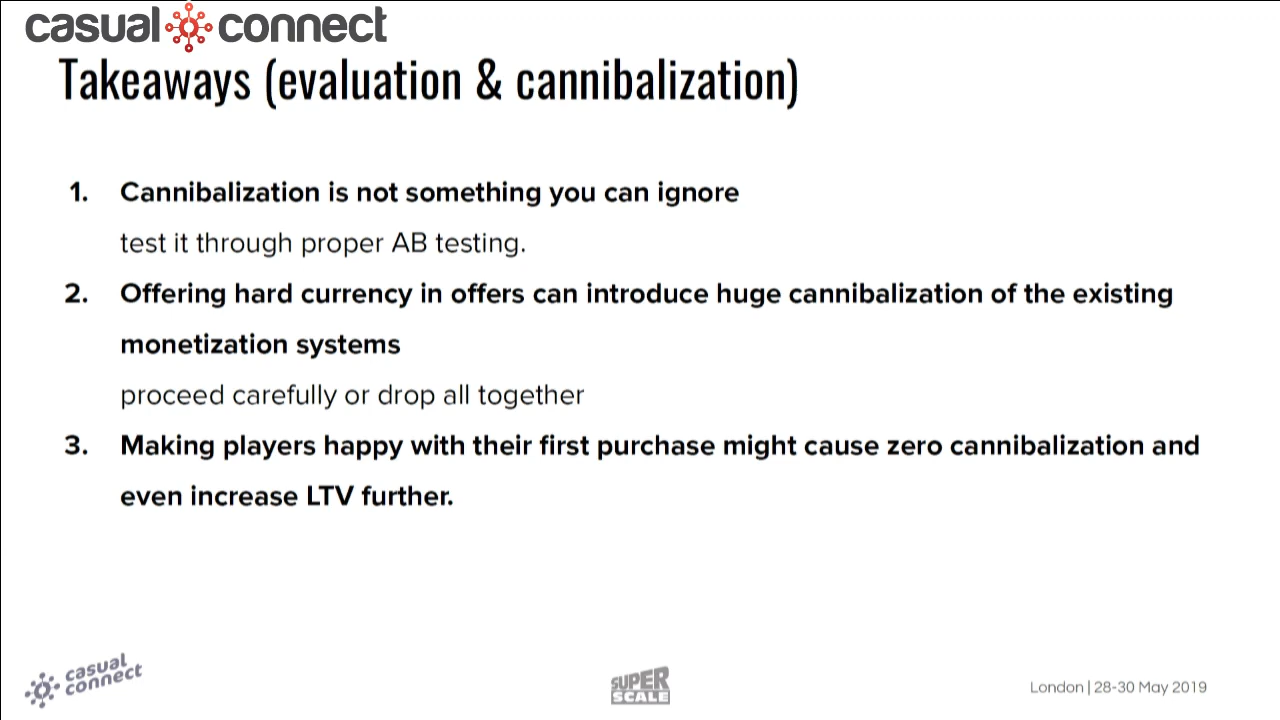 casual connect
Takeaways (evaluation & cannibalization)
1. Cannibalization is not something you can ignore
test it through proper AB testing.
2. Offering hard currency in offers can introduce huge cannibalization of the existing
monetization systems
proceed carefully or drop all together
3. Making players happy with their first purchase might cause zero cannibalization and
even increase LTV further.
casual
connect
SUPER
SCALE
London | 28-30 May 2019